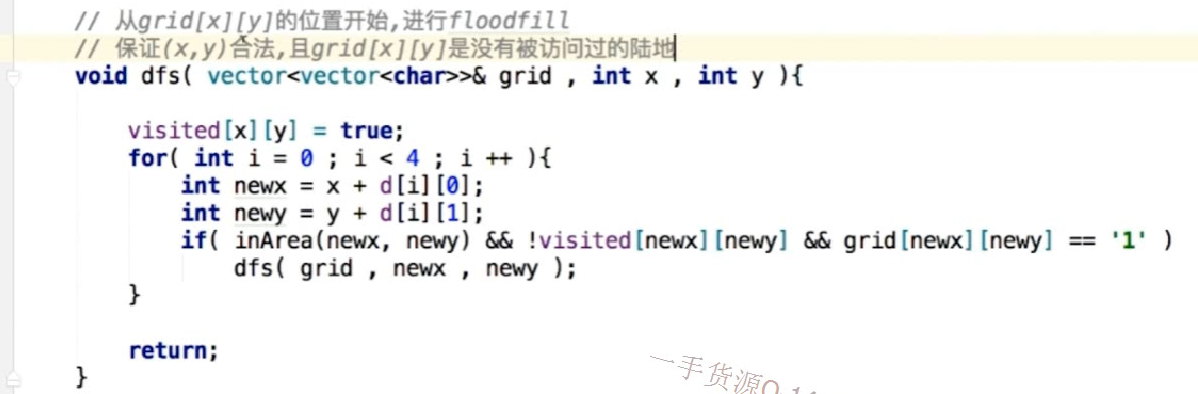 // 从grid[x][y]的位置开始,进行floodfill
// 保证(x,y)合法,且grid[x][y]是没有被访问过的陆地
void dfs( vector<vector<char>>& grid , int x , int y ){
visited[x][y] = true;
for( int i = 0 ; i < 4 ; i ++ ){
int newx = x + d[i][0];
int newy = y + d[i][1];
if( inArea(newx, newy) && !visited[newx][newy] && grid[newx][newy] == '1' )
dfs( grid , newx , newy );
}
return;
}
一手货源